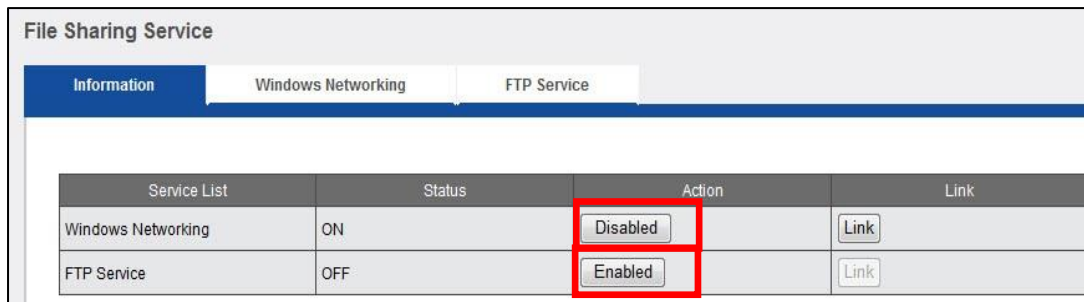 File Sharing Service
Information Windows Networking FTP Service
Service List Status Action Link
Windows Networking ON Disabled Link
FTP Service OFF Enabled Link